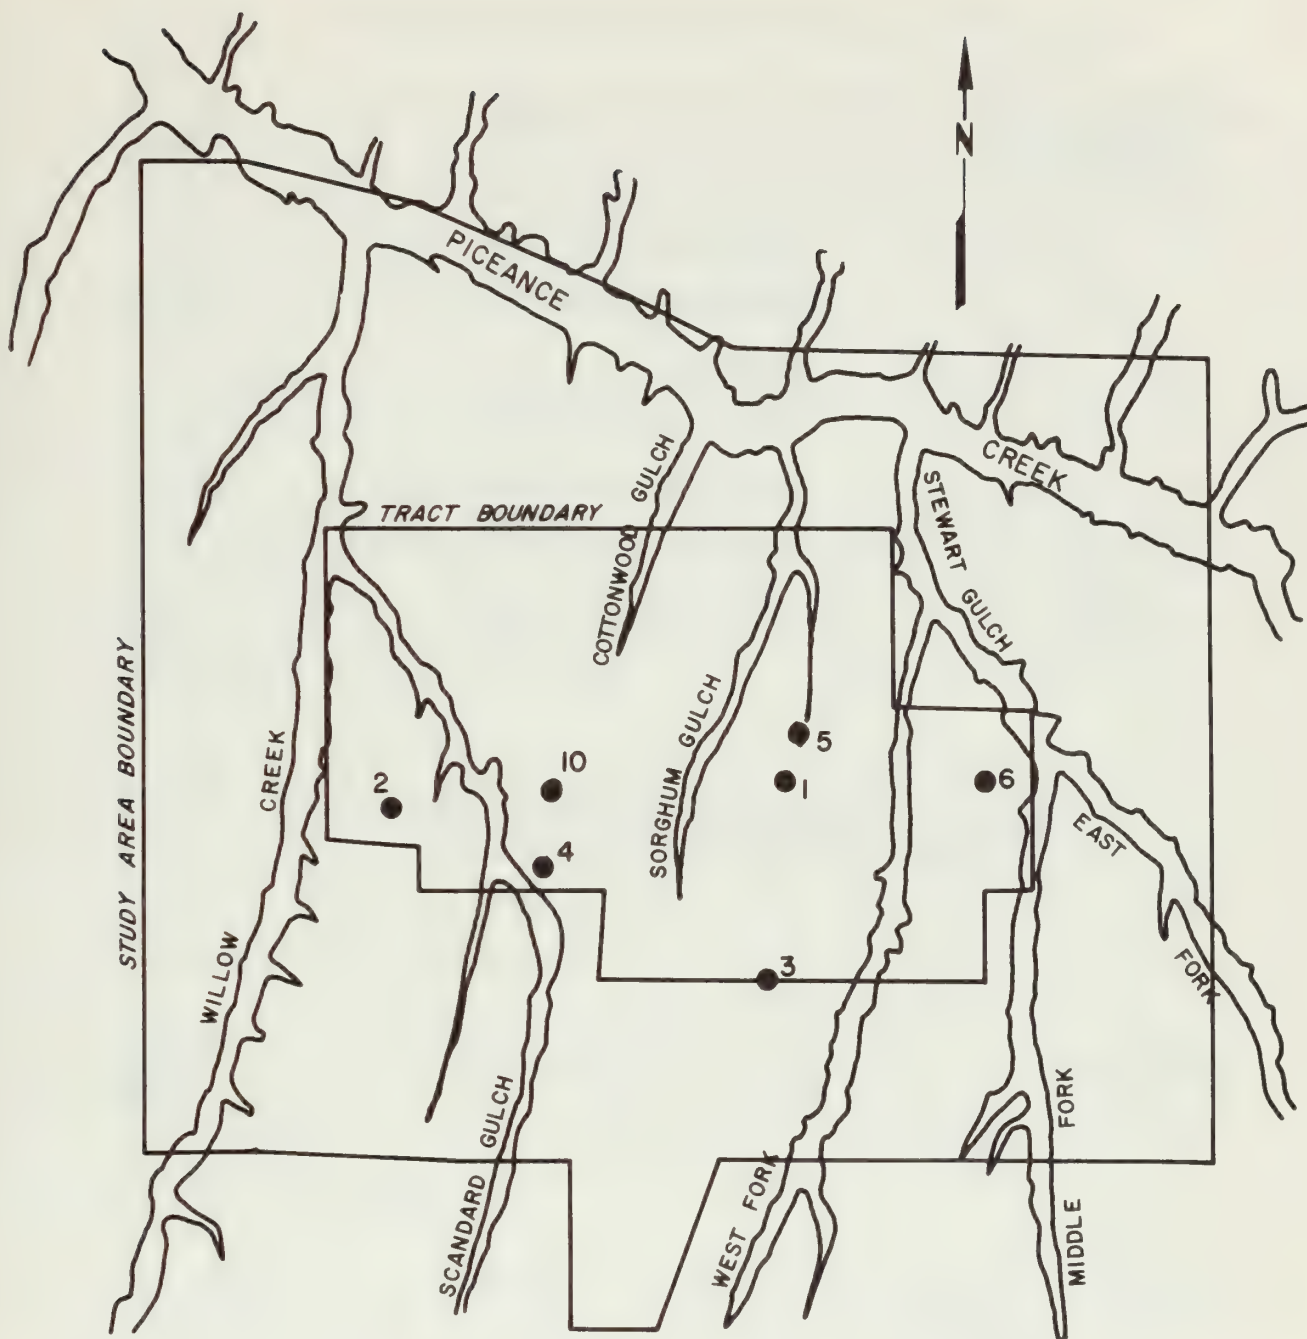 N
PICEANCE
CREEK
COTTONWOOD GULCH
STEWART GULCH
TRACT BOUNDARY
STUDY AREA BOUNDARY
WILLOW
CREEK
SORGHUM GULCH
5
10
1
6
2
4
3
EAST
FORK
SCANDARD GULCH
WEST FORK
MIDDLE
FORK